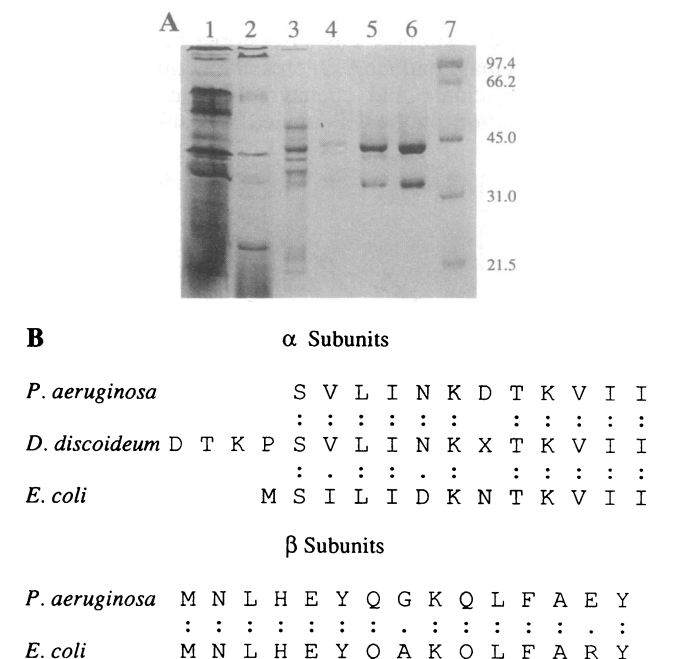 A 1 2 3 4 5 6 7
97.4
66.2
45.0
31.0
21.5
B α Subunits
P. aeruginosa S V L I N K D T K V I I
: : : : : : : : : : :
D. discoideum D T K P S V L I N K X T K V I I
: . : : . : : : : : :
E. coli M S I L I D K N T K V I I
β Subunits
P. aeruginosa M N L H E Y Q G K Q L F A E Y
: : : : : : : . : : : : : . :
E. coli M N L H E Y Q A K Q L F A R Y